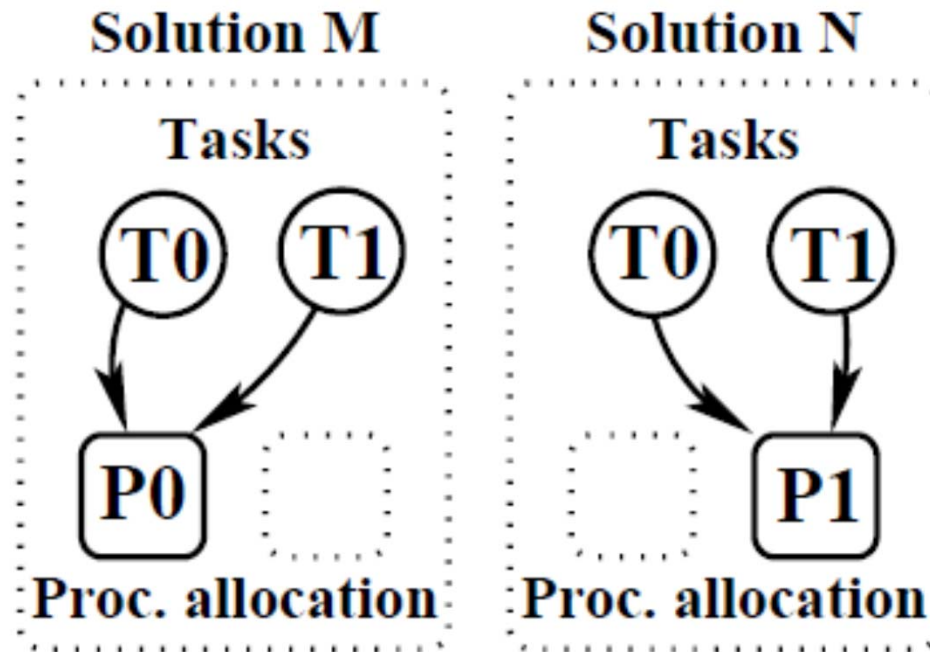 Solution M
Tasks
T0 T1
P0
Proc. allocation
Solution N
Tasks
T0 T1
P1
Proc. allocation